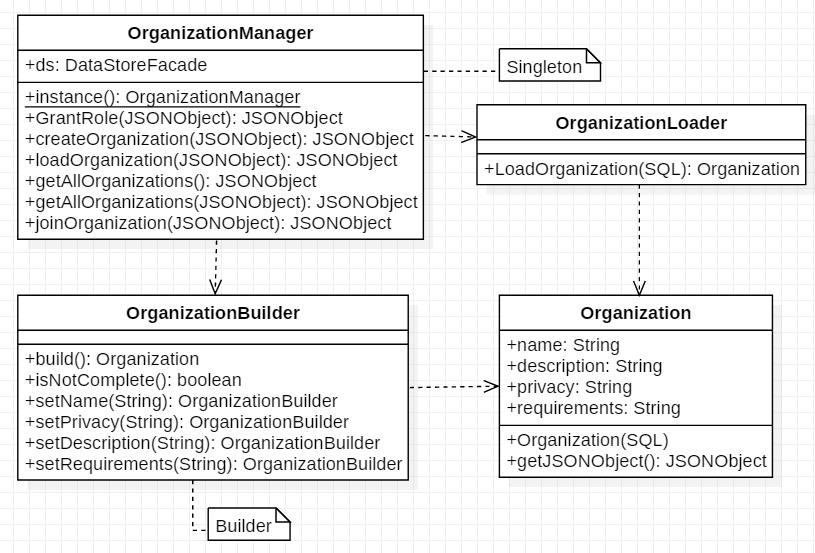 OrganizationManager
+ds: DataStoreFacade
+instance(): OrganizationManager
+GrantRole(JSONObject): JSONObject
+createOrganization(JSONObject): JSONObject
+loadOrganization(JSONObject): JSONObject
+getAllOrganizations(): JSONObject
+getAllOrganizations(JSONObject): JSONObject
+joinOrganization(JSONObject): JSONObject
Singleton
OrganizationLoader
+LoadOrganization(SQL): Organization
OrganizationBuilder
+build(): Organization
+isNotComplete(): boolean
+setName(String): OrganizationBuilder
+setPrivacy(String): OrganizationBuilder
+setDescription(String): OrganizationBuilder
+setRequirements(String): OrganizationBuilder
Builder
Organization
+name: String
+description: String
+privacy: String
+requirements: String
+Organization(SQL)
+getJSONObject(): JSONObject